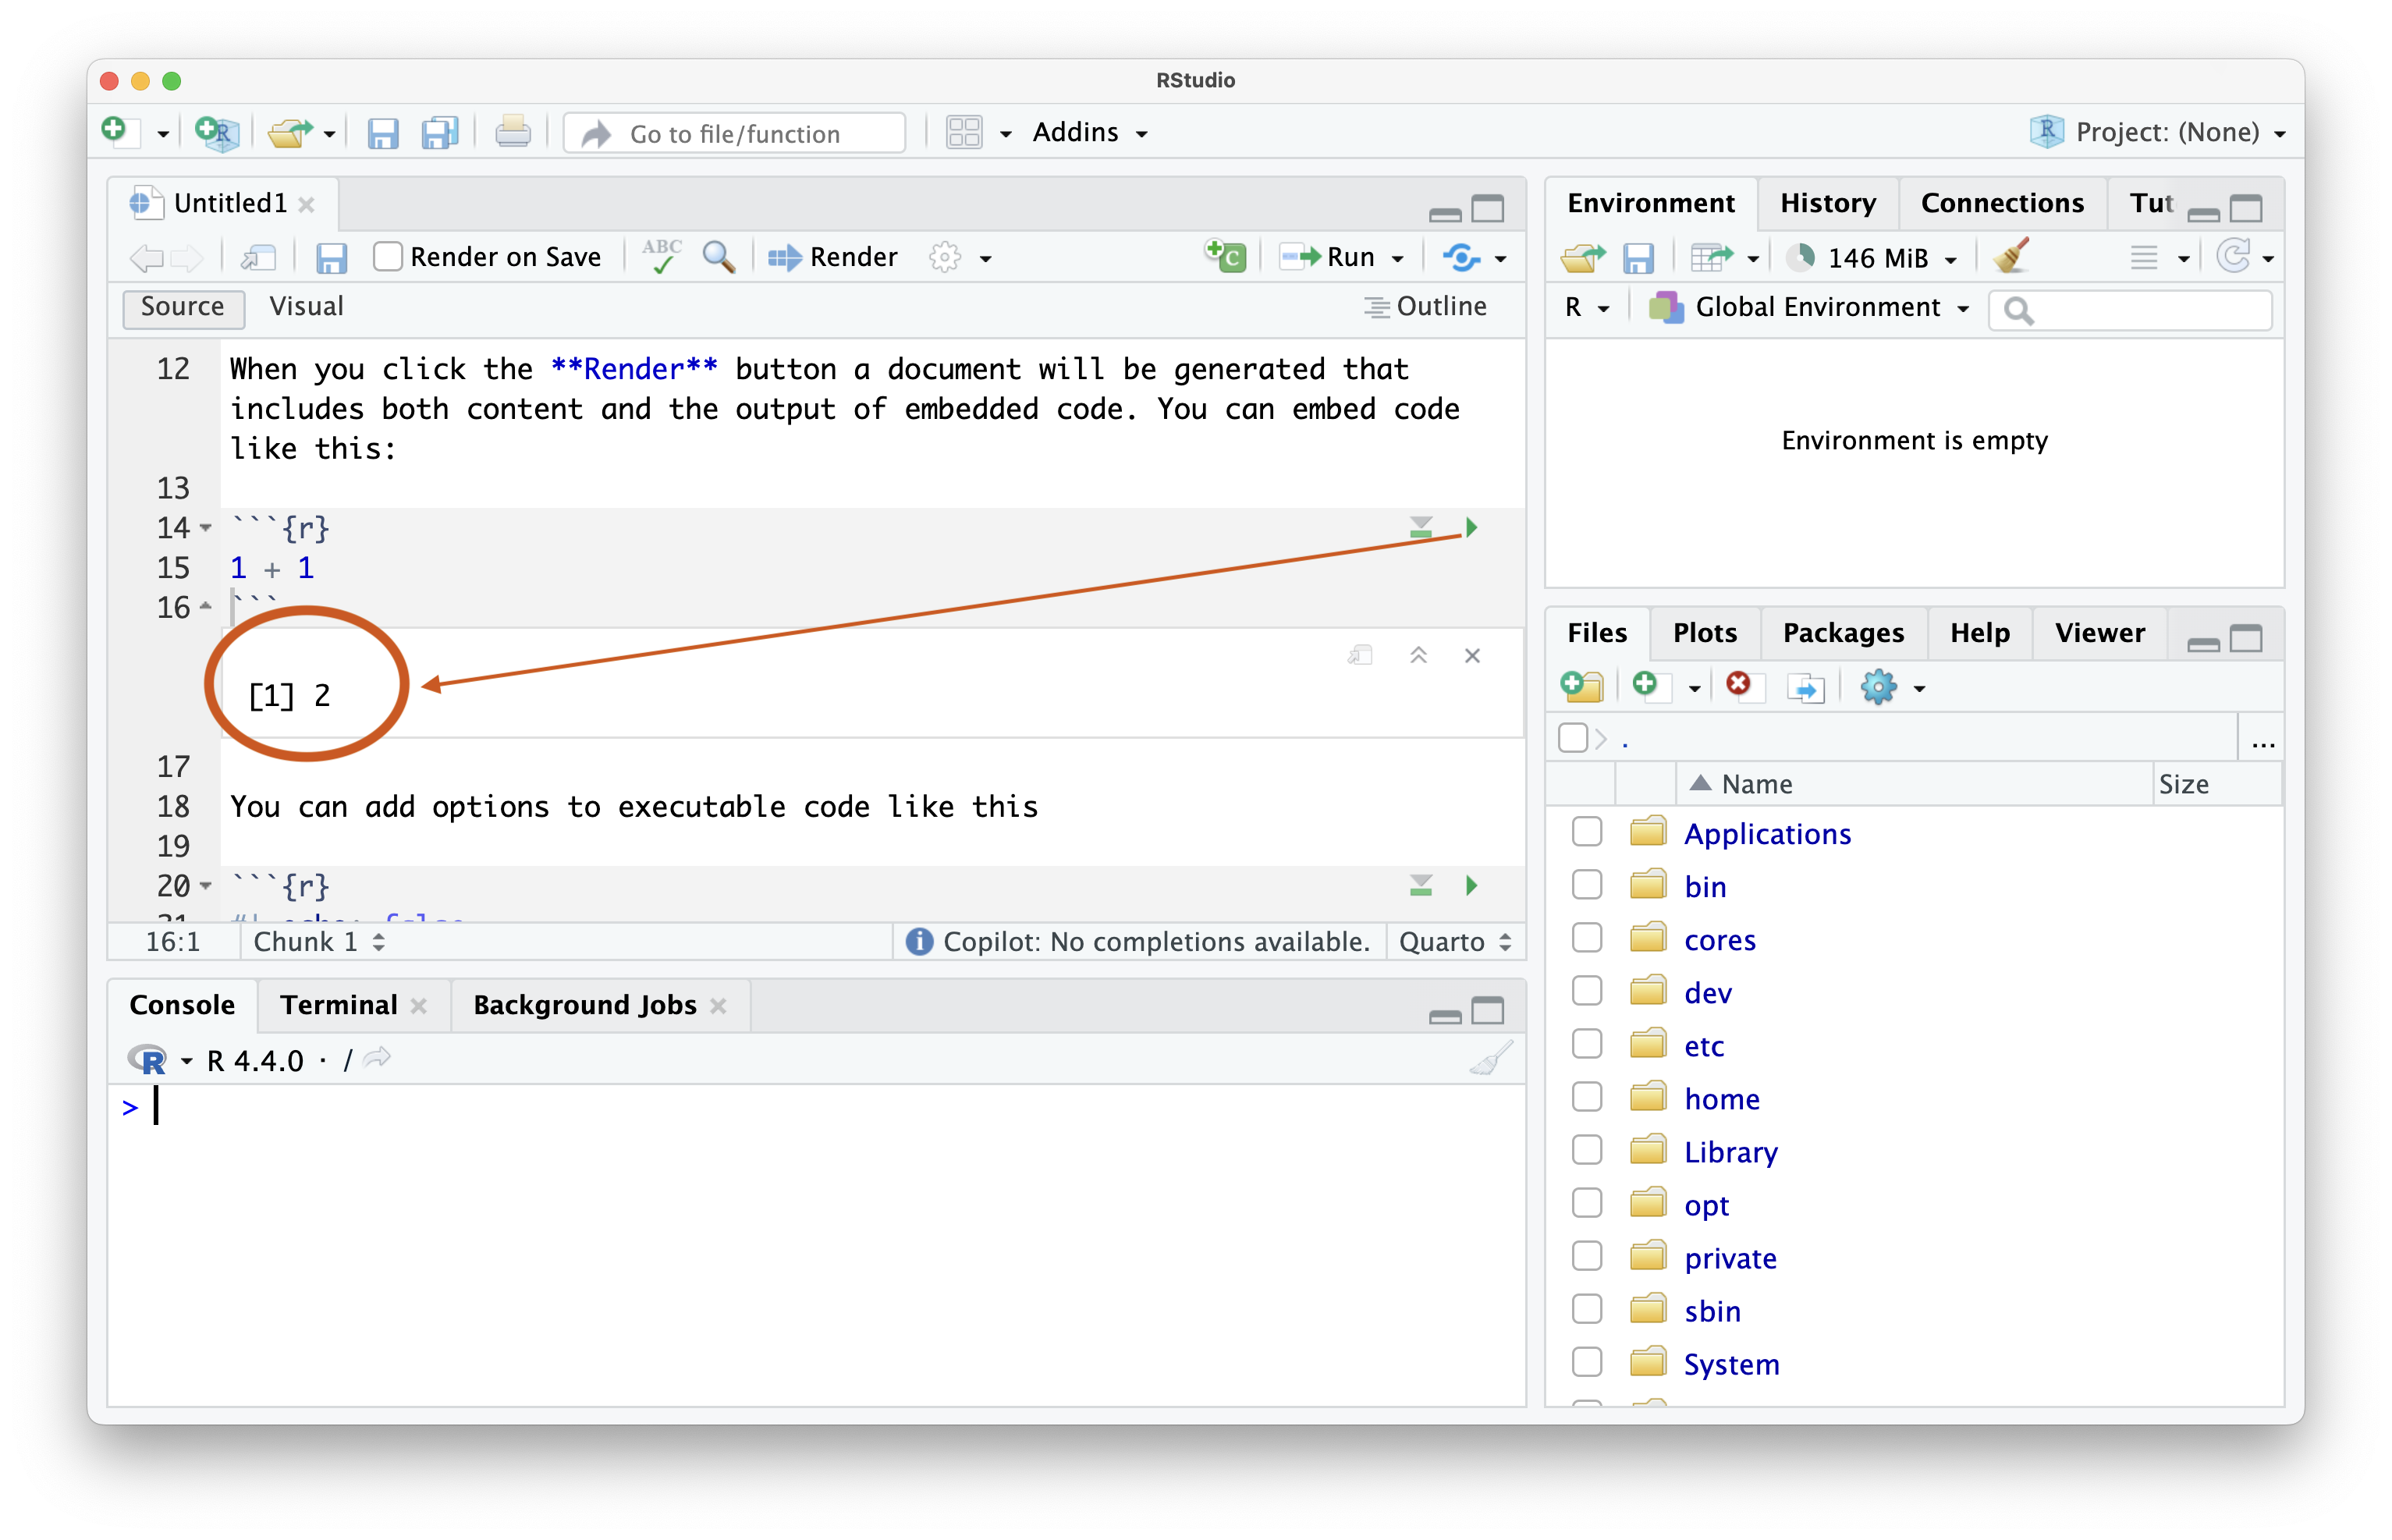 RStudio
Go to file/function
Addins
Project: (None)
Untitled1
Render on Save
ABC
Render
Run
Source
Visual
Outline
12 When you click the **Render** button a document will be generated that
includes both content and the output of embedded code. You can embed code
like this:
13
14 ```{r}
15 1 + 1
16 ```
[1] 2
17
18 You can add options to executable code like this
19
20 ```{r}
16:1
Chunk 1
Copilot: No completions available.
Quarto
Console
Terminal
Background Jobs
R 4.4.0 · /
>
Environment
History
Connections
Tut
146 MiB
R
Global Environment
Environment is empty
Files
Plots
Packages
Help
Viewer
.
...
Name
Size
Applications
bin
cores
dev
etc
home
Library
opt
private
sbin
System